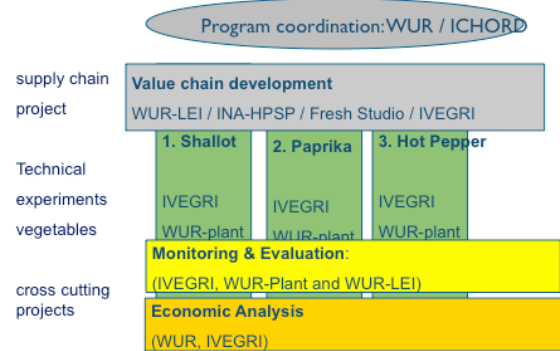 Program coordination: WUR / ICHORD
supply chain
project
Value chain development
WUR-LEI / INA-HPSP / Fresh Studio / IVEGRI
Technical
experiments
vegetables
1. Shallot
IVEGRI
WUR-plant
2. Paprika
IVEGRI
WUR-plant
3. Hot Pepper
IVEGRI
WUR-plant
cross cutting
projects
Monitoring & Evaluation:
(IVEGRI, WUR-Plant and WUR-LEI)
Economic Analysis
(WUR, IVEGRI)